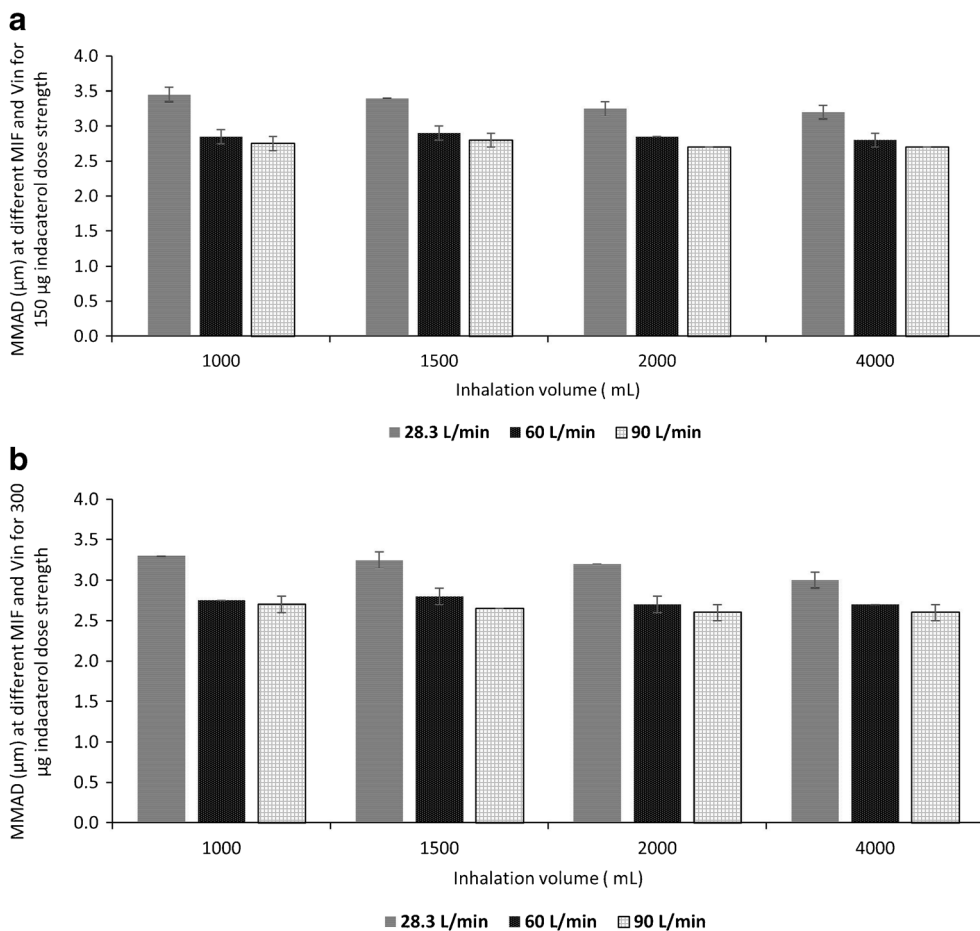 a
MMAD (µm) at different MIF and Vin for
150 µg indacaterol dose strength
4.0
3.5
3.0
2.5
2.0
1.5
1.0
0.5
0.0
1000 1500 2000 4000
Inhalation volume ( mL)
28.3 L/min 60 L/min 90 L/min
b
MMAD (µm) at different MIF and Vin for 300
µg indacaterol dose strength
4.0
3.5
3.0
2.5
2.0
1.5
1.0
0.5
0.0
1000 1500 2000 4000
Inhalation volume ( mL)
28.3 L/min 60 L/min 90 L/min